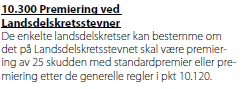 10.300 Premiering ved
Landsdelskretsstevner
De enkelte landsdelskretser kan bestemme om
det på Landsdelskretsstevnet skal være premier-
ing av 25 skudden med standardpremier eller pre-
miering etter de generelle regler i pkt 10.120.